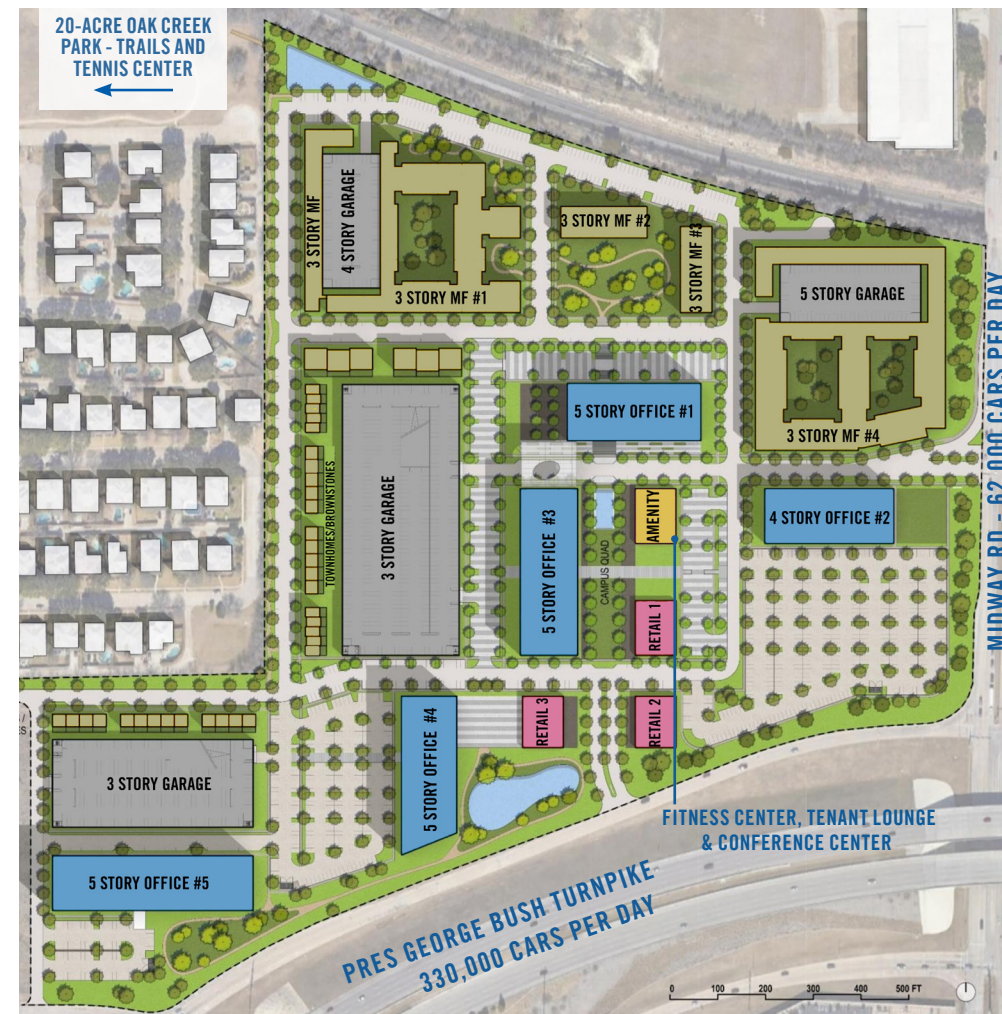 20-ACRE OAK CREEK
PARK - TRAILS AND
TENNIS CENTER
3 STORY MF
4 STORY GARAGE
3 STORY MF #1
3 STORY MF #2
3 STORY MF #3
5 STORY GARAGE
3 STORY MF #4
MIDWAY RD - 62,000 CARS PER DAY
5 STORY OFFICE #1
TOWNHOMES/BROWNSTONES
3 STORY GARAGE
5 STORY OFFICE #3
CAMPUS QUAD
AMENITY
4 STORY OFFICE #2
RETAIL 1
5 STORY OFFICE #4
RETAIL 3
RETAIL 2
3 STORY GARAGE
FITNESS CENTER, TENANT LOUNGE
& CONFERENCE CENTER
5 STORY OFFICE #5
PRES GEORGE BUSH TURNPIKE
330,000 CARS PER DAY
0 100 200 300 400 500 FT